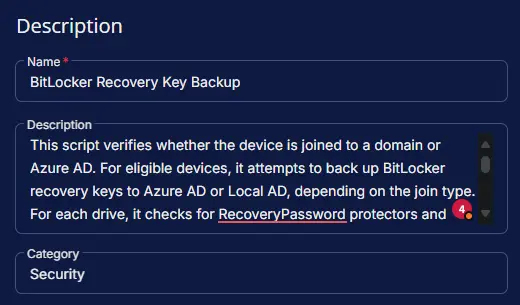 Description
Name *
BitLocker Recovery Key Backup
Description
This script verifies whether the device is joined to a domain or
Azure AD. For eligible devices, it attempts to back up BitLocker
recovery keys to Azure AD or Local AD, depending on the join type.
For each drive, it checks for RecoveryPassword protectors and
4
Category
Security